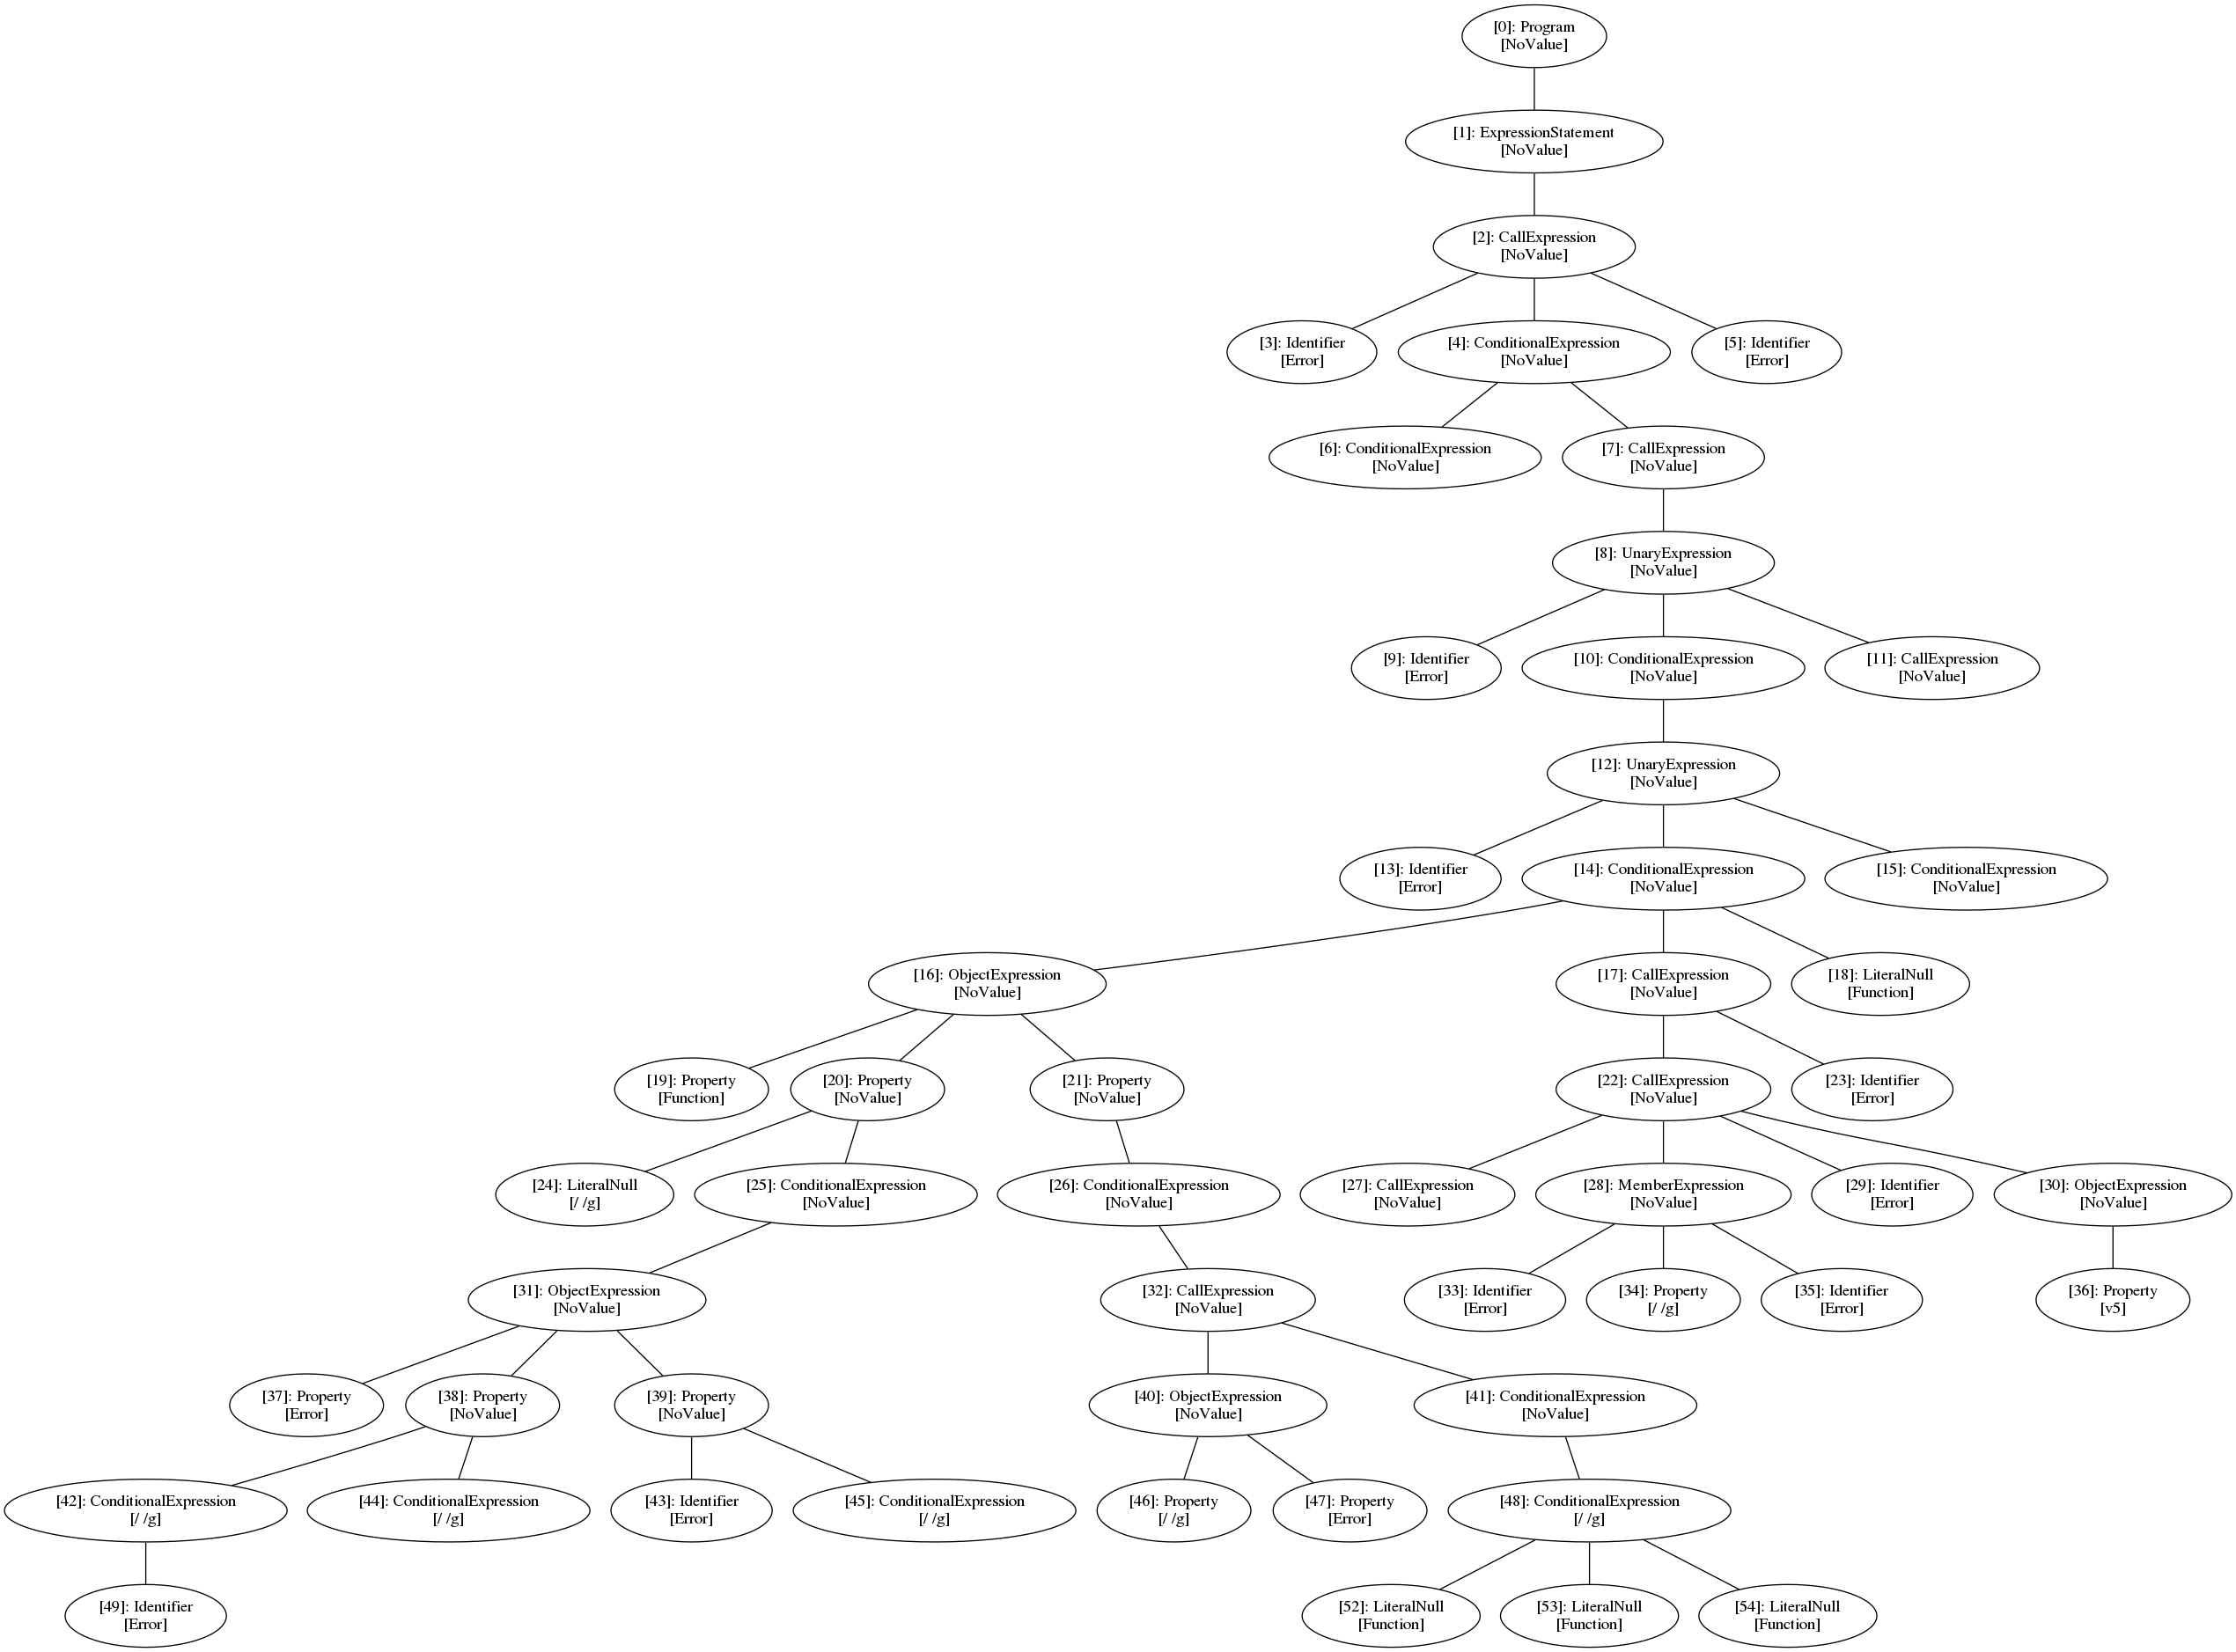 [0]: Program
[NoValue]
[1]: ExpressionStatement
[NoValue]
[2]: CallExpression
[NoValue]
[3]: Identifier
[Error]
[4]: ConditionalExpression
[NoValue]
[5]: Identifier
[Error]
[6]: ConditionalExpression
[NoValue]
[7]: CallExpression
[NoValue]
[8]: UnaryExpression
[NoValue]
[9]: Identifier
[Error]
[10]: ConditionalExpression
[NoValue]
[11]: CallExpression
[NoValue]
[12]: UnaryExpression
[NoValue]
[13]: Identifier
[Error]
[14]: ConditionalExpression
[NoValue]
[15]: ConditionalExpression
[NoValue]
[16]: ObjectExpression
[NoValue]
[17]: CallExpression
[NoValue]
[18]: LiteralNull
[Function]
[19]: Property
[Function]
[20]: Property
[NoValue]
[21]: Property
[NoValue]
[22]: CallExpression
[NoValue]
[23]: Identifier
[Error]
[24]: LiteralNull
[/ /g]
[25]: ConditionalExpression
[NoValue]
[26]: ConditionalExpression
[NoValue]
[27]: CallExpression
[NoValue]
[28]: MemberExpression
[NoValue]
[29]: Identifier
[Error]
[30]: ObjectExpression
[NoValue]
[31]: ObjectExpression
[NoValue]
[32]: CallExpression
[NoValue]
[33]: Identifier
[Error]
[34]: Property
[/ /g]
[35]: Identifier
[Error]
[36]: Property
[v5]
[37]: Property
[Error]
[38]: Property
[NoValue]
[39]: Property
[NoValue]
[40]: ObjectExpression
[NoValue]
[41]: ConditionalExpression
[NoValue]
[42]: ConditionalExpression
[/ /g]
[44]: ConditionalExpression
[/ /g]
[43]: Identifier
[Error]
[45]: ConditionalExpression
[/ /g]
[46]: Property
[/ /g]
[47]: Property
[Error]
[48]: ConditionalExpression
[/ /g]
[49]: Identifier
[Error]
[52]: LiteralNull
[Function]
[53]: LiteralNull
[Function]
[54]: LiteralNull
[Function]